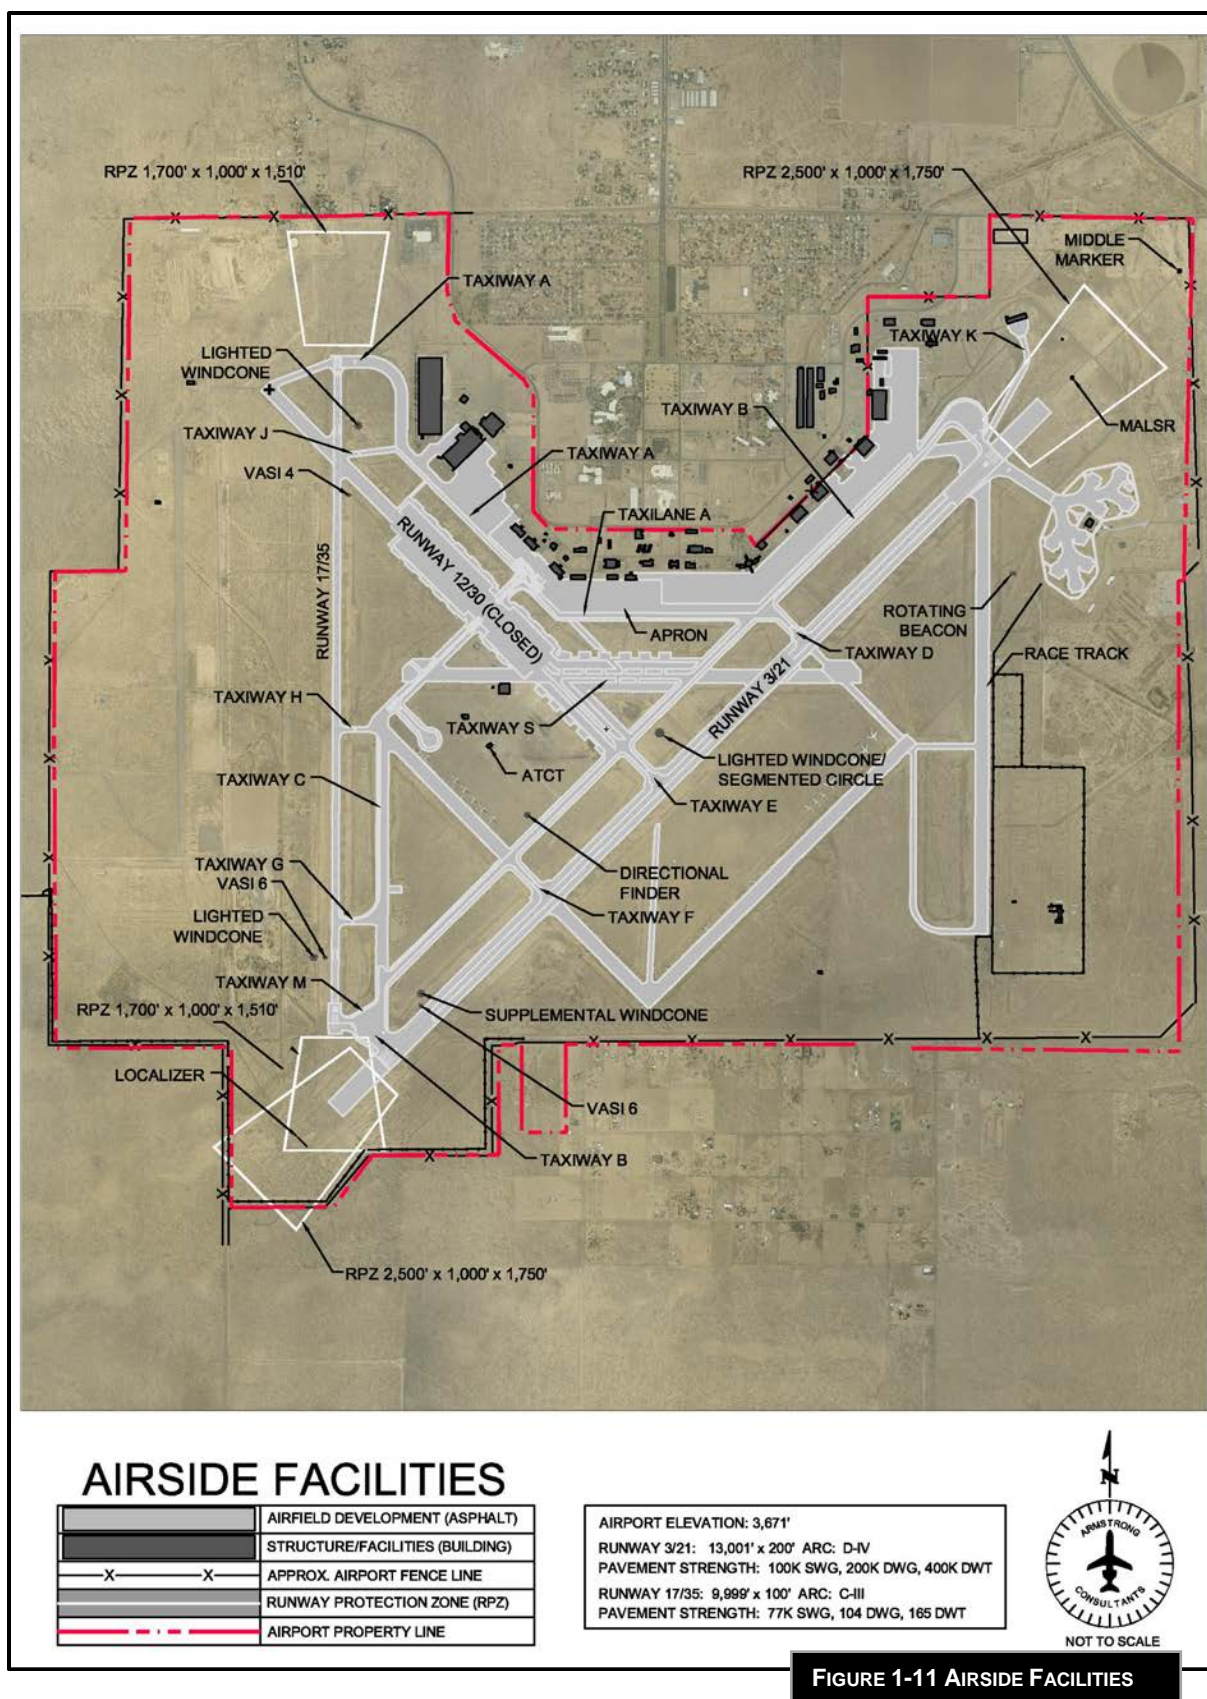 RPZ 1,700' x 1,000' x 1,510'
RPZ 2,500' x 1,000' x 1,750'
MIDDLE
MARKER
TAXIWAY A
TAXIWAY K
LIGHTED
WINDCONE
TAXIWAY B
MALSR
TAXIWAY J
TAXIWAY A
VASI 4
TAXILANE A
RUNWAY 17/35
RUNWAY 12/30 (CLOSED)
ROTATING
BEACON
APRON
TAXIWAY D
RACE TRACK
RUNWAY 3/21
TAXIWAY H
TAXIWAY S
LIGHTED WINDCONE/
SEGMENTED CIRCLE
ATCT
TAXIWAY C
TAXIWAY E
TAXIWAY G
VASI 6
DIRECTIONAL
FINDER
LIGHTED
WINDCONE
TAXIWAY F
TAXIWAY M
RPZ 1,700' x 1,000' x 1,510'
SUPPLEMENTAL WINDCONE
LOCALIZER
VASI 6
TAXIWAY B
RPZ 2,500' x 1,000' x 1,750'
AIRSIDE FACILITIES
AIRFIELD DEVELOPMENT (ASPHALT)
STRUCTURE/FACILITIES (BUILDING)
X X APPROX. AIRPORT FENCE LINE
RUNWAY PROTECTION ZONE (RPZ)
AIRPORT PROPERTY LINE
AIRPORT ELEVATION: 3,671'
RUNWAY 3/21: 13,001' x 200' ARC: D-IV
PAVEMENT STRENGTH: 100K SWG, 200K DWG, 400K DWT
RUNWAY 17/35: 9,999' x 100' ARC: C-III
PAVEMENT STRENGTH: 77K SWG, 104 DWG, 165 DWT
N
ARMSTRONG
CONSULTANTS
NOT TO SCALE
FIGURE 1-11 AIRSIDE FACILITIES